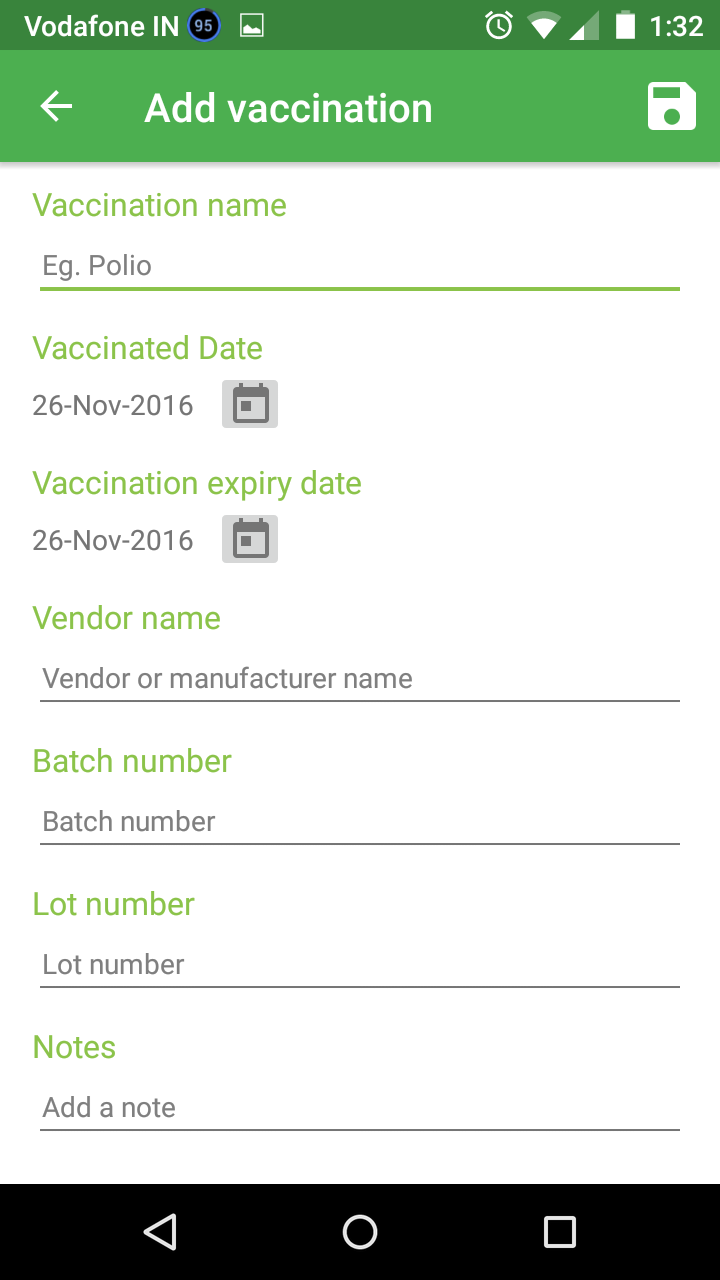 Vodafone IN 95 1:32
Add vaccination
Vaccination name
Eg. Polio
Vaccinated Date
26-Nov-2016
Vaccination expiry date
26-Nov-2016
Vendor name
Vendor or manufacturer name
Batch number
Batch number
Lot number
Lot number
Notes
Add a note